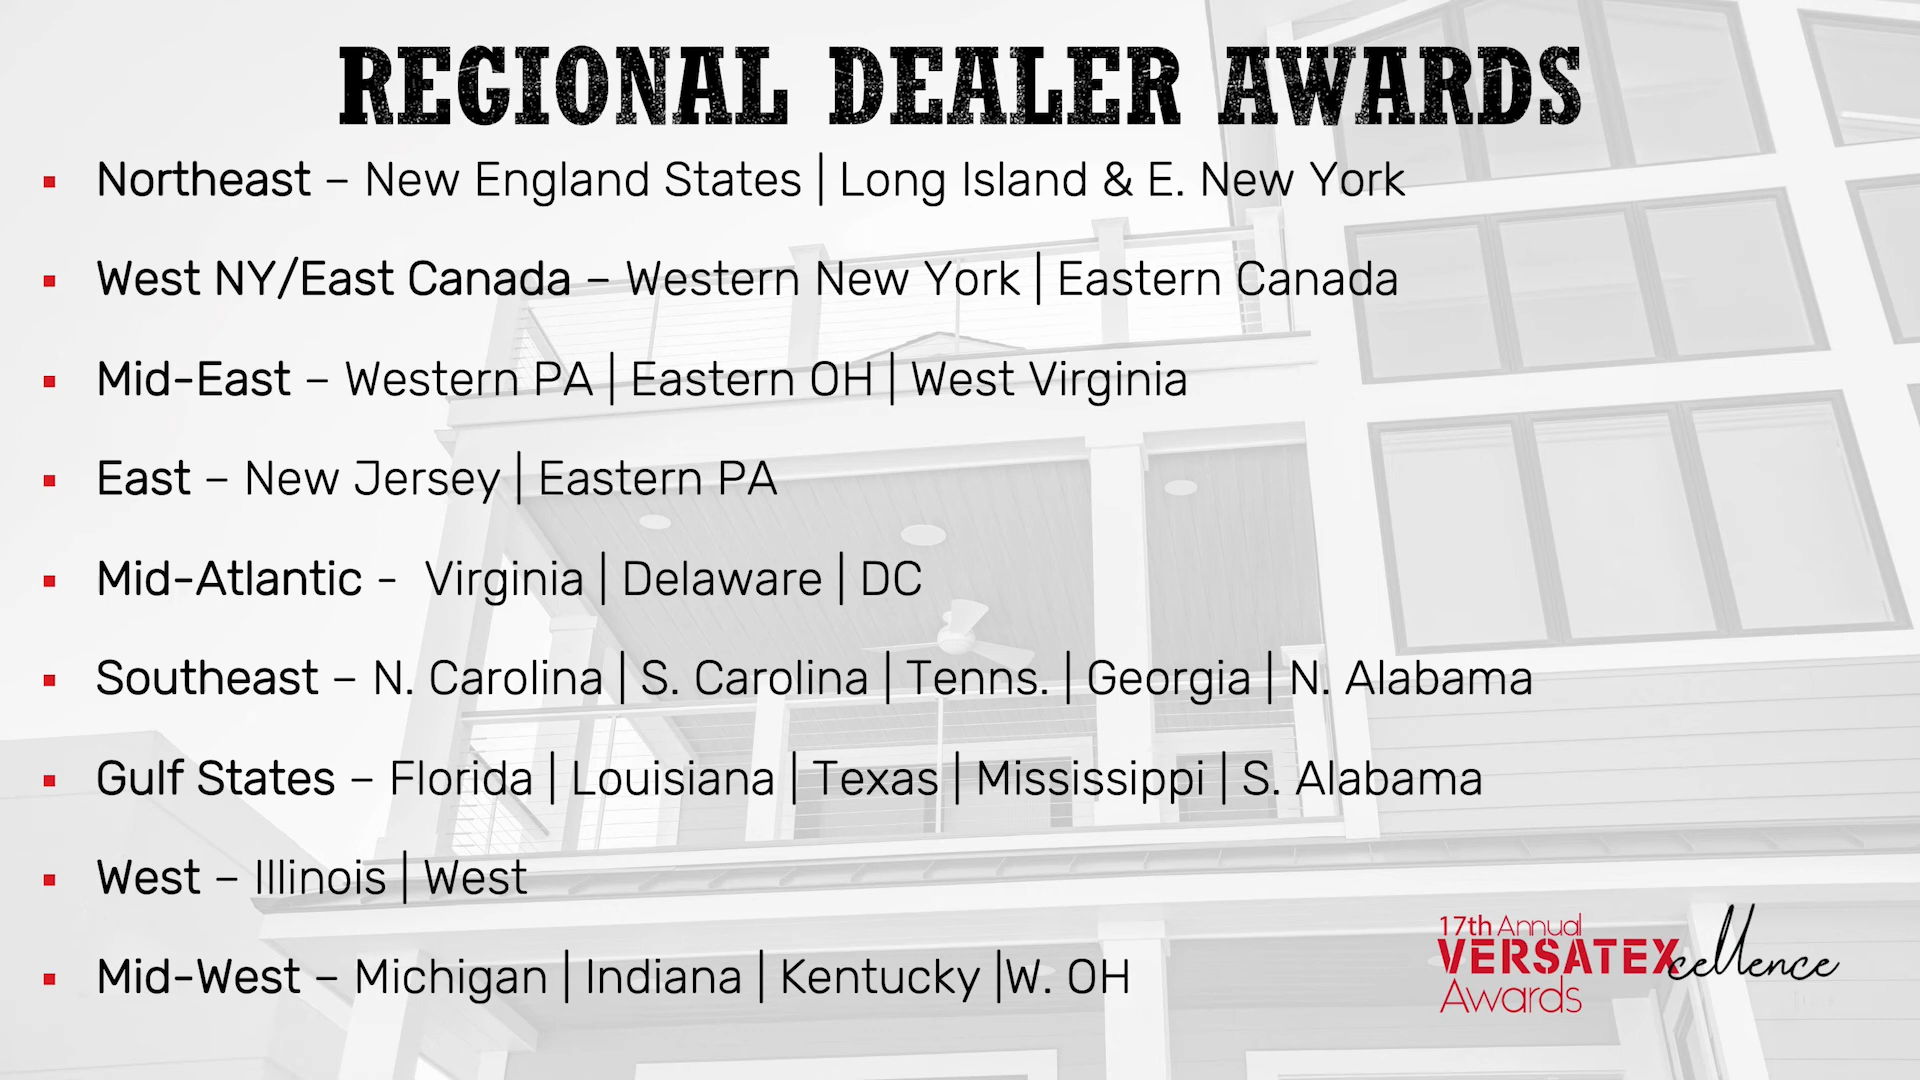 REGIONAL DEALER AWARDS
▪ Northeast – New England States | Long Island & E. New York
▪ West NY/East Canada – Western New York | Eastern Canada
▪ Mid-East – Western PA | Eastern OH | West Virginia
▪ East – New Jersey | Eastern PA
▪ Mid-Atlantic - Virginia | Delaware | DC
▪ Southeast – N. Carolina | S. Carolina | Tenns. | Georgia | N. Alabama
▪ Gulf States – Florida | Louisiana | Texas | Mississippi | S. Alabama
▪ West – Illinois | West
▪ Mid-West – Michigan | Indiana | Kentucky |W. OH
17th Annual
VERSATEXcellence
Awards